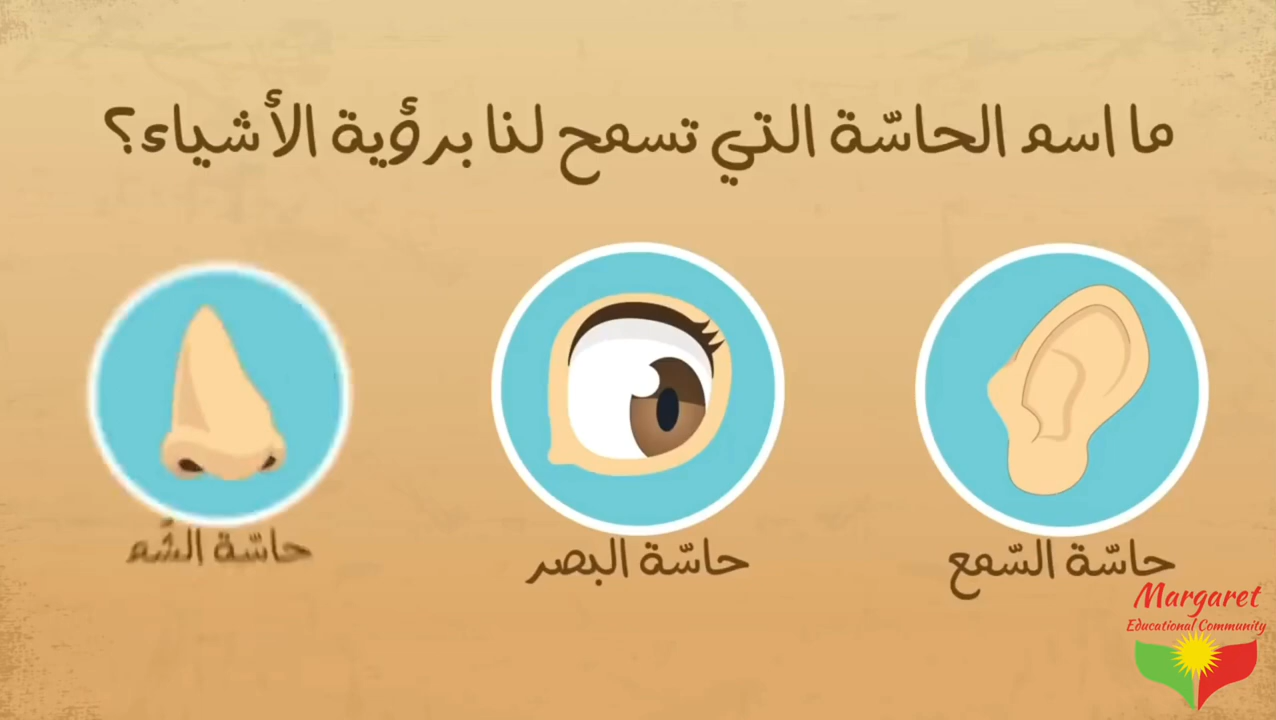 ما اسم الحاسّة التي تسمح لنا برؤية الأشياء؟
حاسّة السّمع
حاسّة البصر
حاسّة الشّم
Margaret
Educational Community